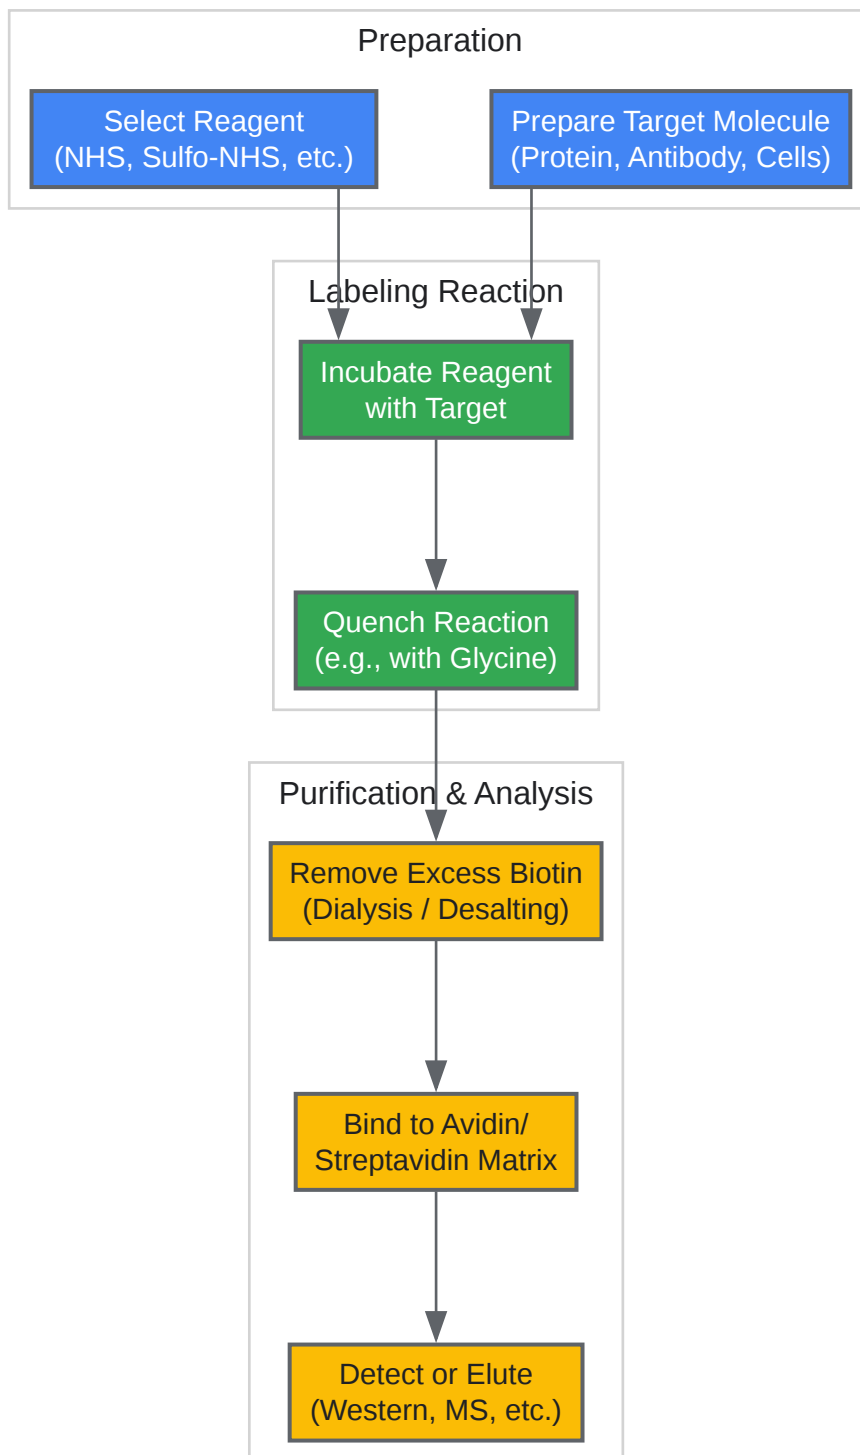 Preparation
Select Reagent
(NHS, Sulfo-NHS, etc.)
Prepare Target Molecule
(Protein, Antibody, Cells)
Labeling Reaction
Incubate Reagent
with Target
Quench Reaction
(e.g., with Glycine)
Purification & Analysis
Remove Excess Biotin
(Dialysis / Desalting)
Bind to Avidin/
Streptavidin Matrix
Detect or Elute
(Western, MS, etc.)